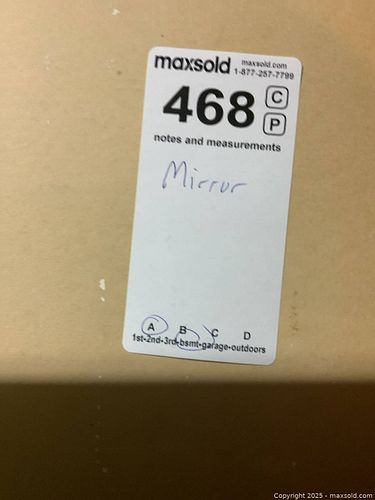 maxsold maxsold.com
1-877-257-7799
468 C
P
notes and measurements
Mirror
A B C D
1st-2nd-3rd-bsmt-garage-outdoors
Copyright © 2025 - maxsold.com